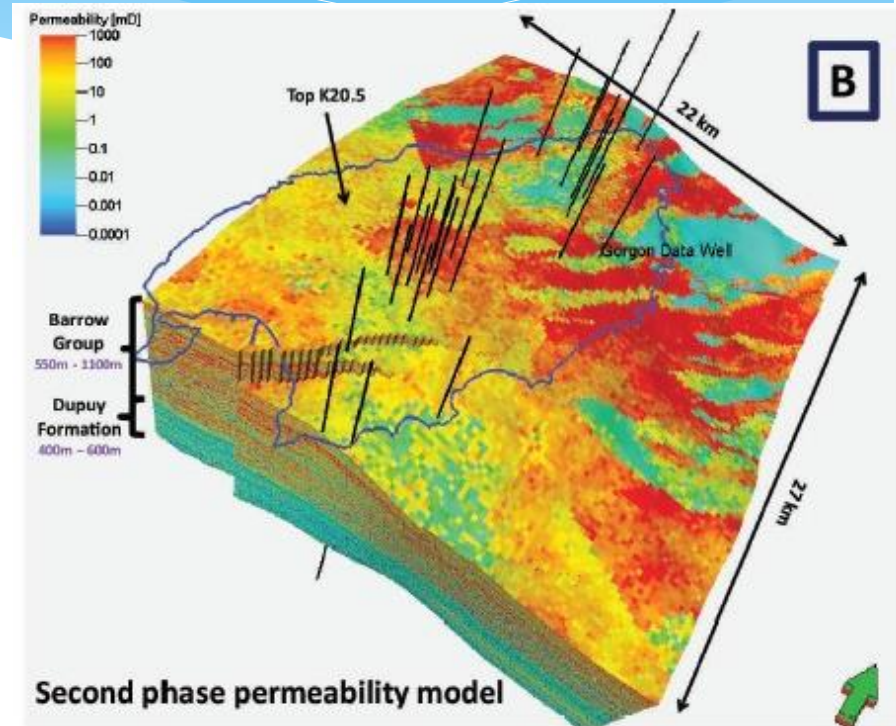 Permeability [mD]
1000
100
10
1
0.1
0.01
0.001
0.0001
B
Top K20.5
22 km
Gorgon Data Well
Barrow
Group
550m - 1100m
Dupuy
Formation
400m – 600m
27 km
Second phase permeability model